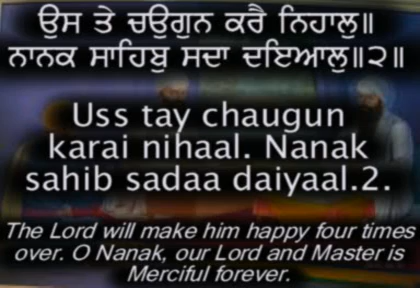 ਉਸ ਤੇ ਚਉਗੁਨ ਕਰੈ ਨਿਹਾਲੁ॥
ਨਾਨਕ ਸਾਹਿਬੁ ਸਦਾ ਦਇਆਲੁ॥੨॥
Uss tay chaugun
karai nihaal. Nanak
sahib sadaa daiyaal.2.
The Lord will make him happy four times
over. O Nanak, our Lord and Master is
Merciful forever.